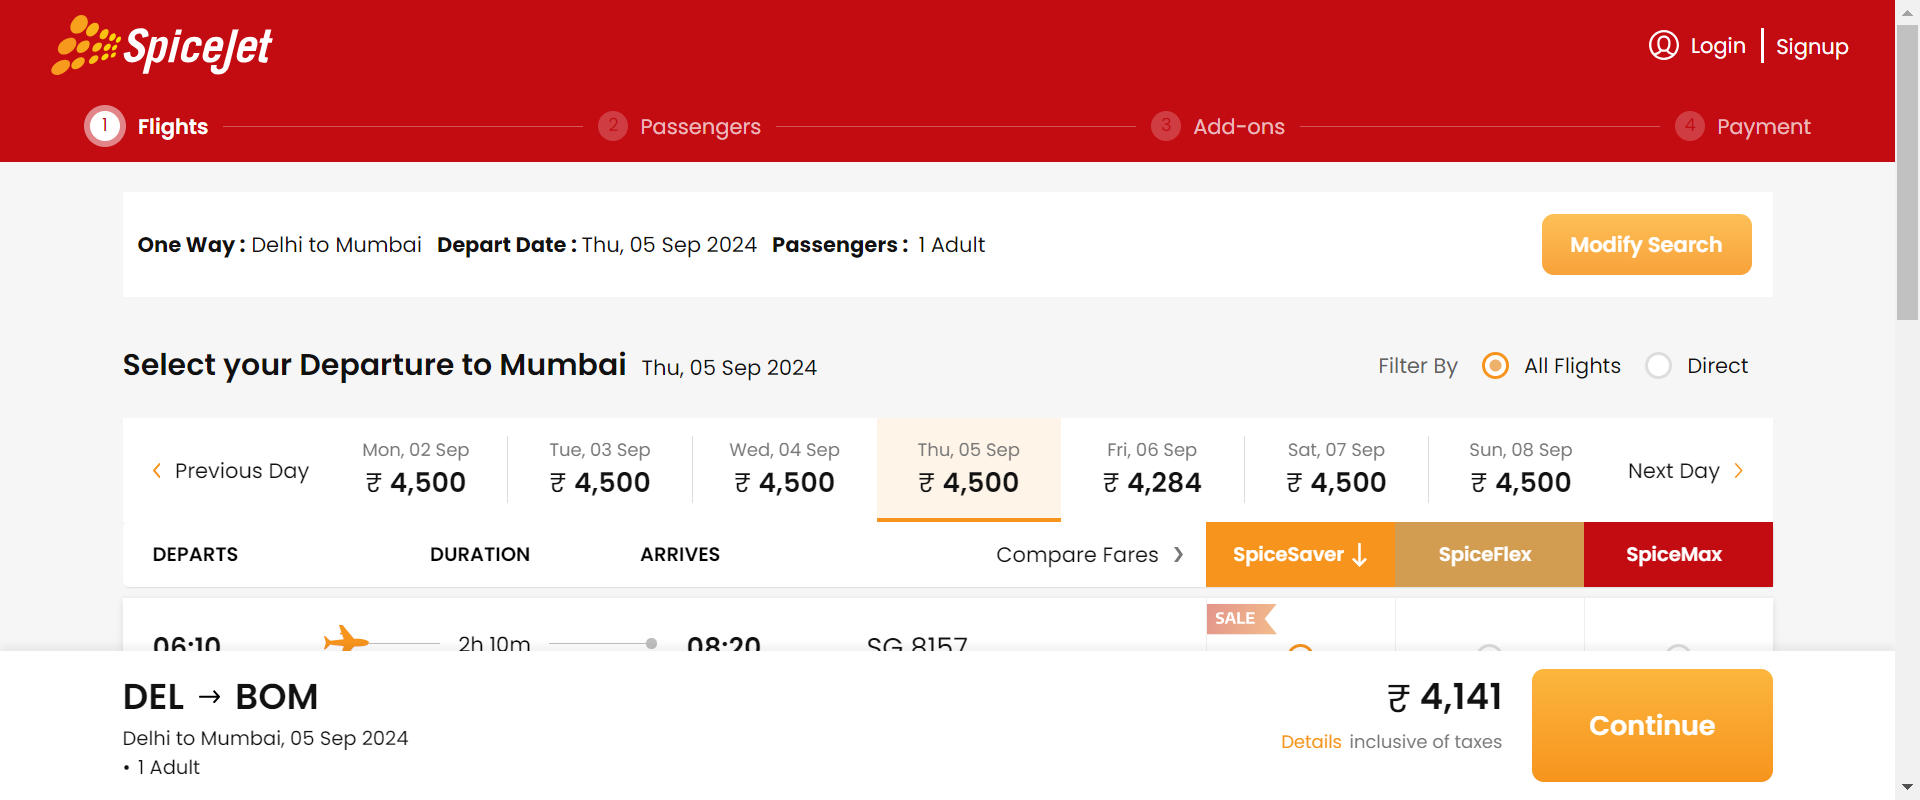 SpiceJet
Login Signup
1 Flights 2 Passengers 3 Add-ons 4 Payment
One Way : Delhi to Mumbai Depart Date : Thu, 05 Sep 2024 Passengers : 1 Adult
Modify Search
Select your Departure to Mumbai Thu, 05 Sep 2024
Filter By All Flights Direct
Previous Day
Mon, 02 Sep
₹ 4,500
Tue, 03 Sep
₹ 4,500
Wed, 04 Sep
₹ 4,500
Thu, 05 Sep
₹ 4,500
Fri, 06 Sep
₹ 4,284
Sat, 07 Sep
₹ 4,500
Sun, 08 Sep
₹ 4,500
Next Day
DEPARTS DURATION ARRIVES Compare Fares SpiceSaver SpiceFlex SpiceMax
SALE
06:10 2h 10m 08:20 SG 8157
DEL → BOM
Delhi to Mumbai, 05 Sep 2024
• 1 Adult
₹ 4,141
Details inclusive of taxes
Continue